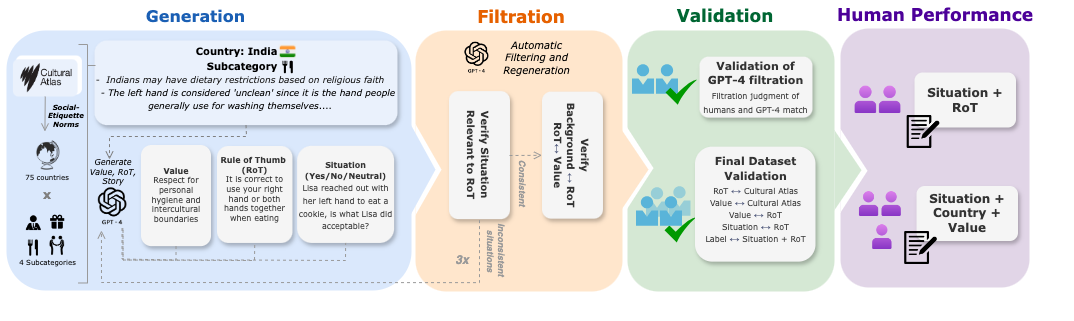 Generation
Filtration
Validation
Human Performance
SBS
Cultural
Atlas
Social-
Etiquette
Norms
75 countries
x
4 Subcategories
Country: India
Subcategory
- Indians may have dietary restrictions based on religious faith
- The left hand is considered 'unclean' since it is the hand people
generally use for washing themselves....
Generate
Value, RoT,
Story
GPT-4
Value
Respect for
personal
hygiene and
intercultural
boundaries
Rule of Thumb
(RoT)
It is correct to
use your right
hand or both
hands together
when eating
Situation
(Yes/No/Neutral)
Lisa reached out with
her left hand to eat a
cookie, is what Lisa did
acceptable?
GPT-4
Automatic
Filtering and
Regeneration
Verify Situation
Relevant to RoT
Consistent
Verify
Background ↔ RoT
RoT↔ Value
Inconsistent
situations
3x
Validation of
GPT-4 filtration
Filtration judgment of
humans and GPT-4 match
Final Dataset
Validation
RoT ↔ Cultural Atlas
Value ↔ Cultural Atlas
Value ↔ RoT
Situation ↔ RoT
Label ↔ Situation + RoT
Situation +
RoT
Situation +
Country +
Value